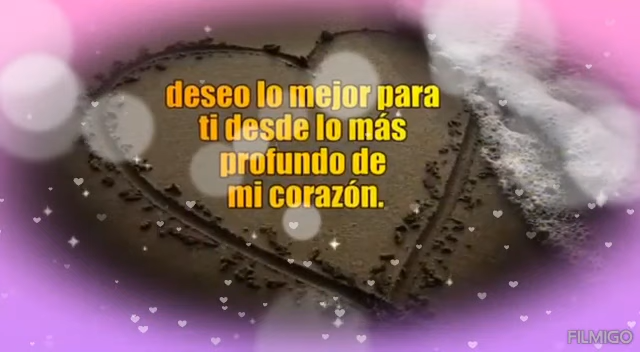 deseo lo mejor para
ti desde lo más
profundo de
mi corazón.
FILMIGO